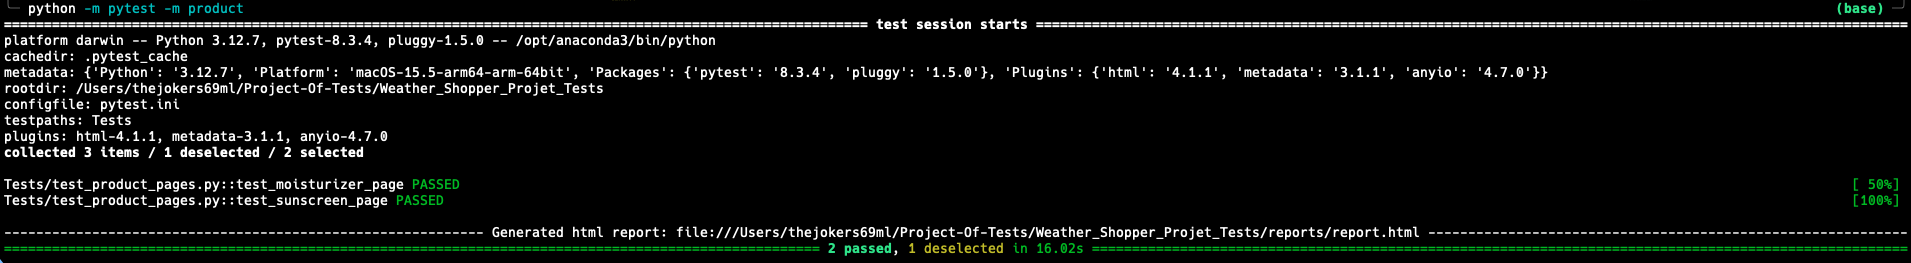 python -m pytest -m product (base)
============================ test session starts ============================
platform darwin -- Python 3.12.7, pytest-8.3.4, pluggy-1.5.0 -- /opt/anaconda3/bin/python
cachedir: .pytest_cache
metadata: {'Python': '3.12.7', 'Platform': 'macOS-15.5-arm64-arm-64bit', 'Packages': {'pytest': '8.3.4', 'pluggy': '1.5.0'}, 'Plugins': {'html': '4.1.1', 'metadata': '3.1.1', 'anyio': '4.7.0'}}
rootdir: /Users/thejokers69ml/Project-Of-Tests/Weather_Shopper_Projet_Tests
configfile: pytest.ini
testpaths: Tests
plugins: html-4.1.1, metadata-3.1.1, anyio-4.7.0
collected 3 items / 1 deselected / 2 selected
Tests/test_product_pages.py::test_moisturizer_page PASSED [ 50%]
Tests/test_product_pages.py::test_sunscreen_page PASSED [100%]
---------------------------- Generated html report: file:///Users/thejokers69ml/Project-Of-Tests/Weather_Shopper_Projet_Tests/reports/report.html ----------------------------
============================ 2 passed, 1 deselected in 16.02s ============================